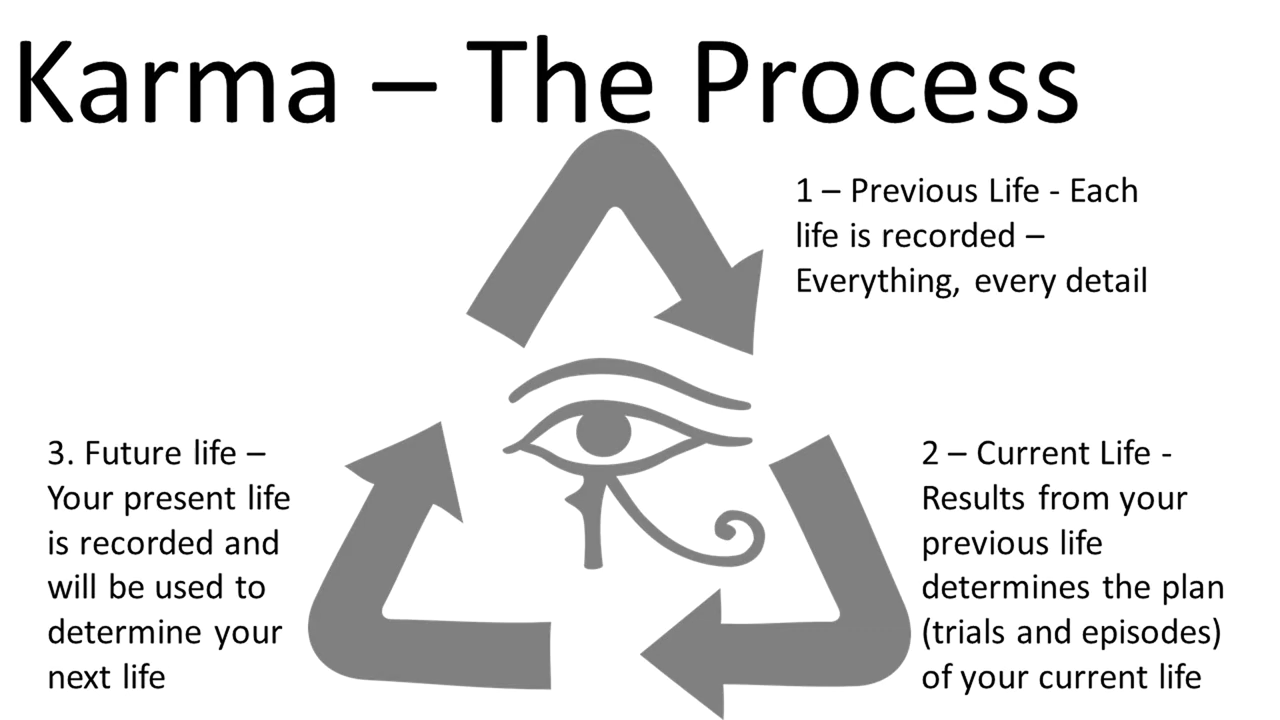 Karma – The Process
1 – Previous Life - Each
life is recorded –
Everything, every detail
2 – Current Life -
Results from your
previous life
determines the plan
(trials and episodes)
of your current life
3. Future life –
Your present life
is recorded and
will be used to
determine your
next life